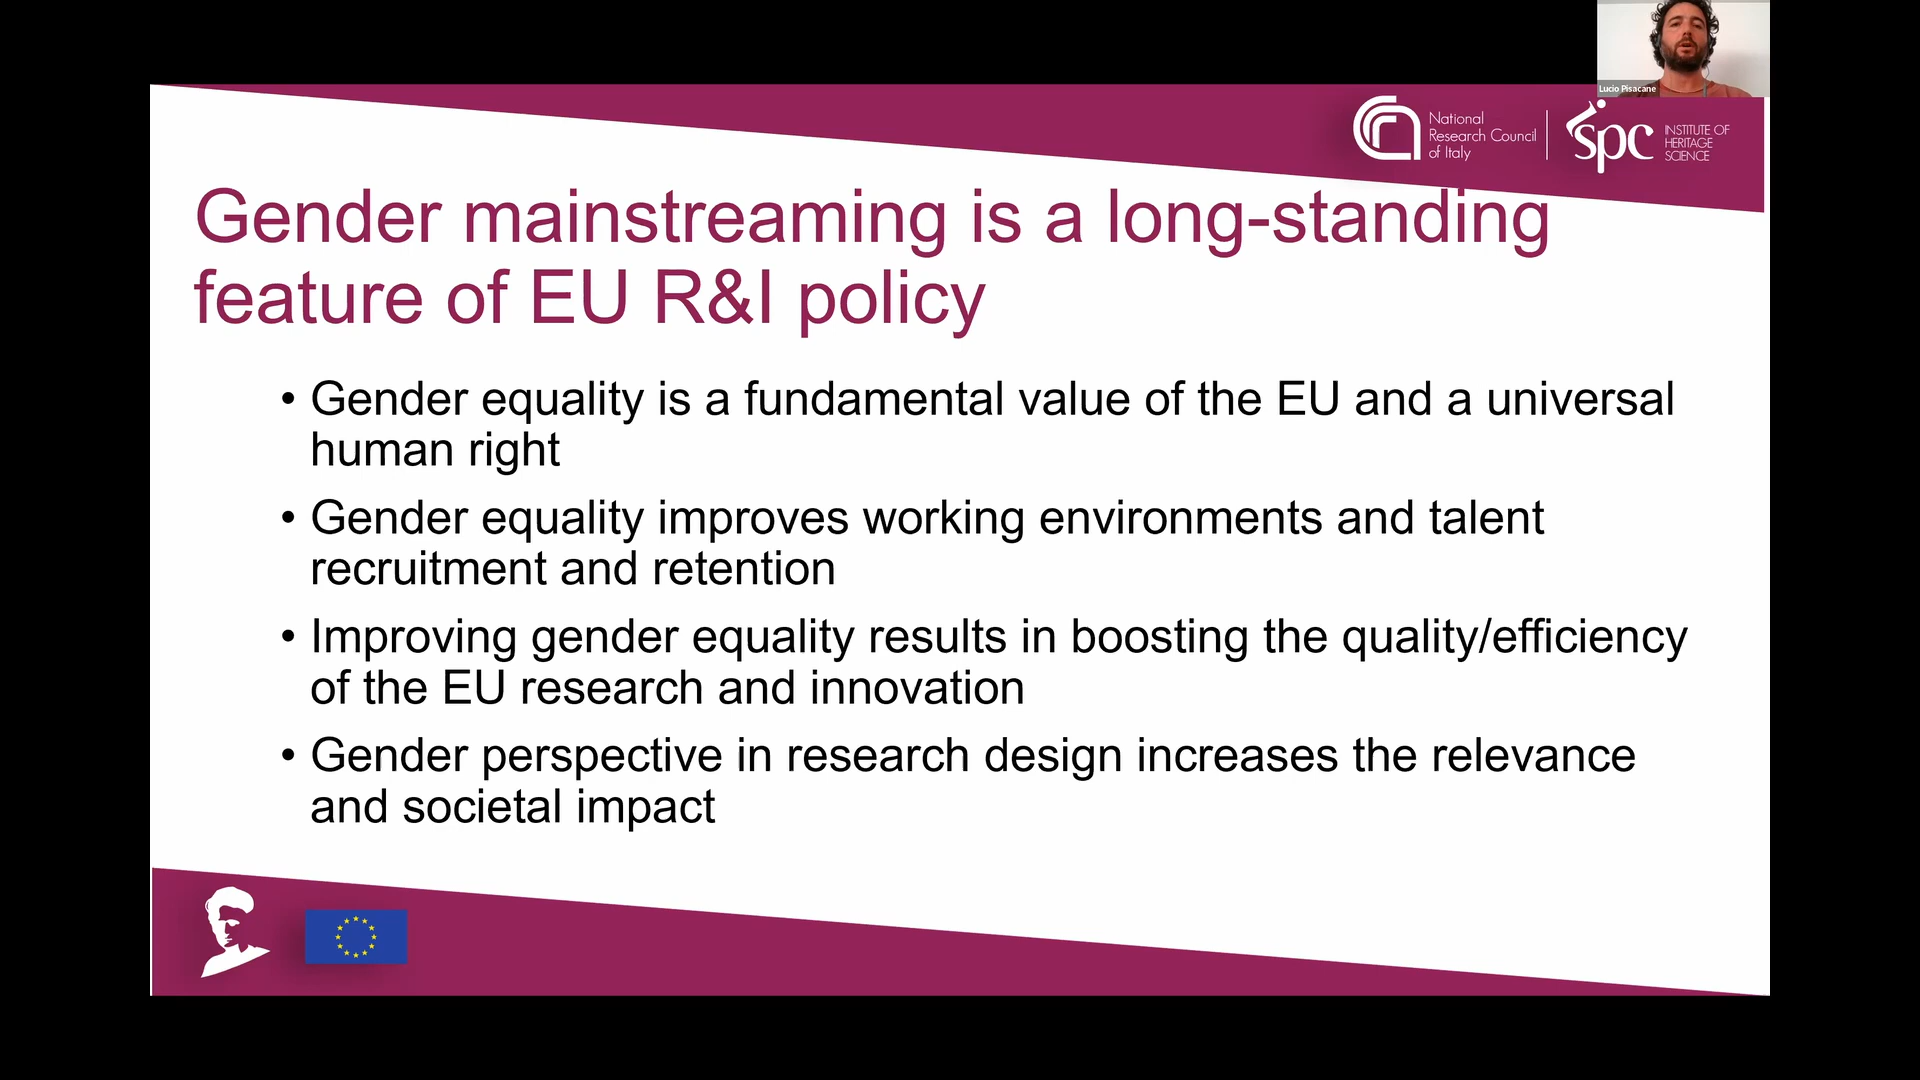 Lucio Pisacane
National
Research Council
of Italy
spc
INSTITUTE OF
HERITAGE
SCIENCE
Gender mainstreaming is a long-standing
feature of EU R&I policy
• Gender equality is a fundamental value of the EU and a universal
human right
• Gender equality improves working environments and talent
recruitment and retention
• Improving gender equality results in boosting the quality/efficiency
of the EU research and innovation
• Gender perspective in research design increases the relevance
and societal impact